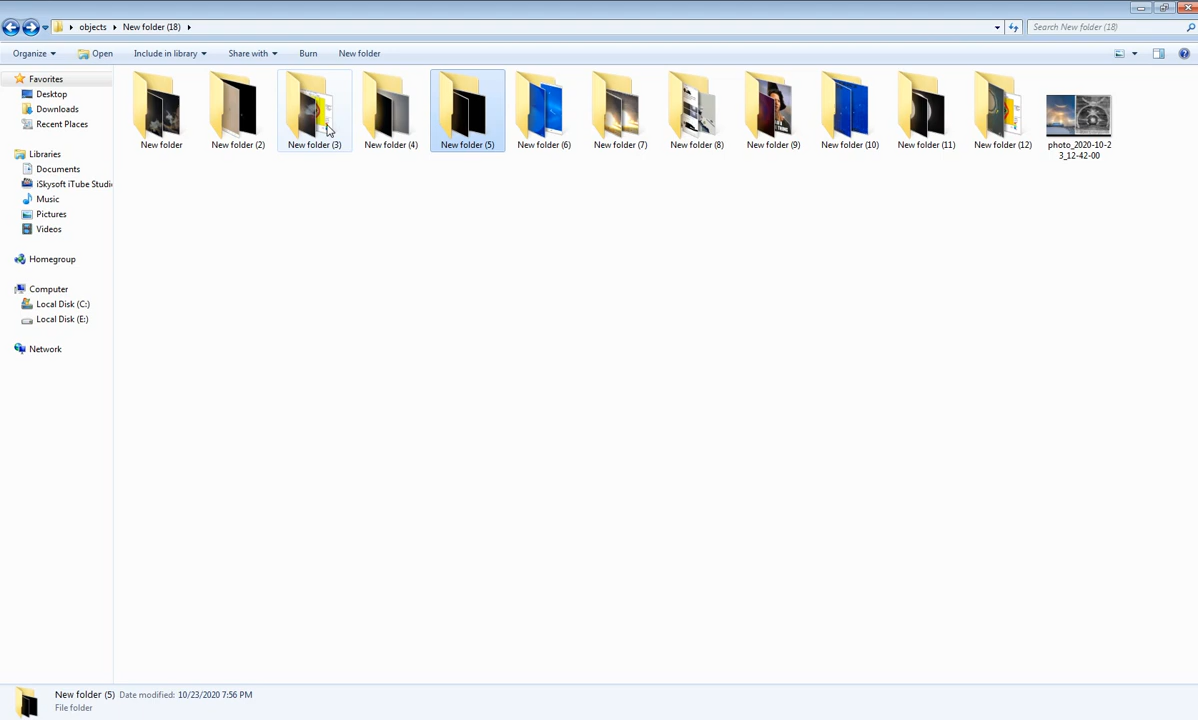 objects New folder (18)
Search New folder (18)
Organize Open Include in library Share with Burn New folder
Favorites
Desktop
Downloads
Recent Places
Libraries
Documents
iSkysoft iTube Studi
Music
Pictures
Videos
Homegroup
Computer
Local Disk (C:)
Local Disk (E:)
Network
New folder New folder (2) New folder (3) New folder (4) New folder (5) New folder (6) New folder (7) New folder (8) New folder (9) New folder (10) New folder (11) New folder (12) photo_2020-10-2
3_12-42-00
New folder (5) Date modified: 10/23/2020 7:56 PM
File folder